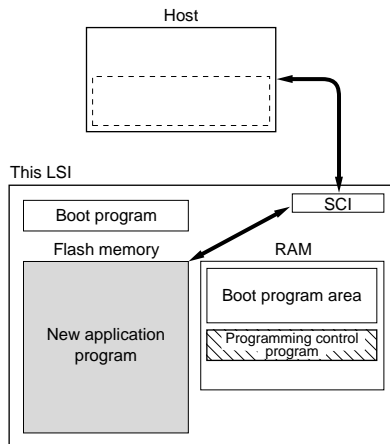 Host
This LSI
SCI
Boot program
Flash memory
RAM
Boot program area
New application
program
Programming control
program